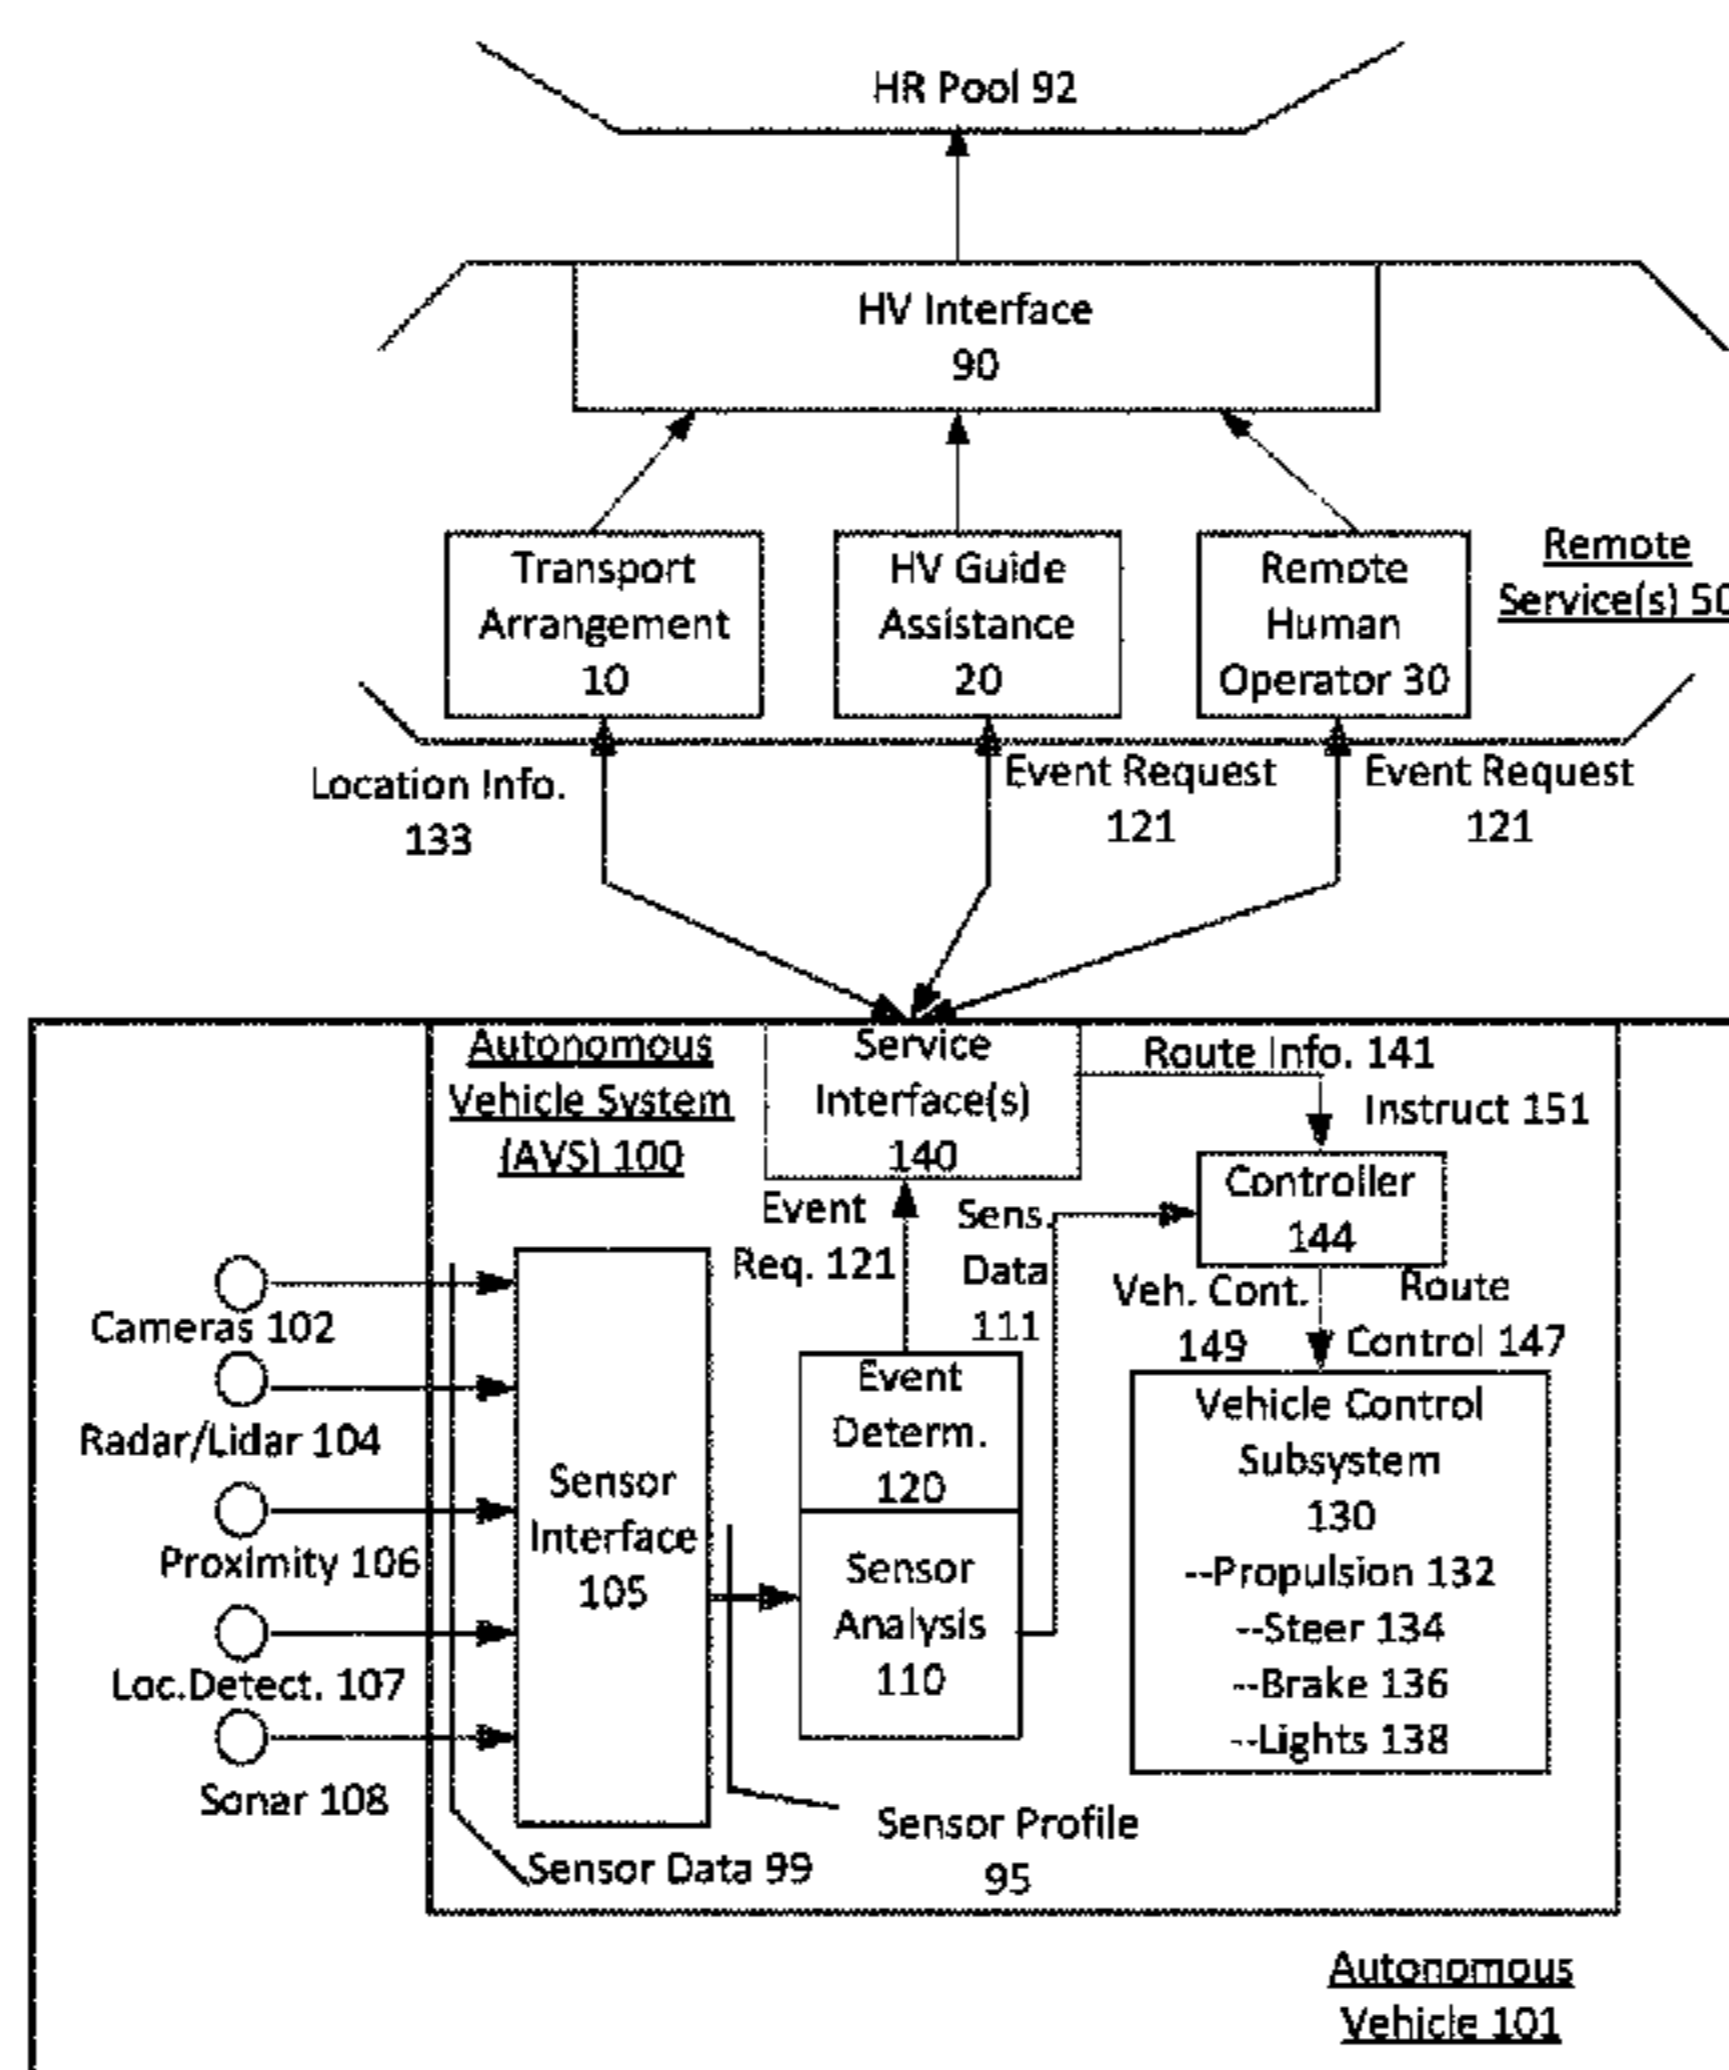 HR Pool 92
HV Interface
90
Transport
Arrangement
10
HV Guide
Assistance
20
Remote
Human
Operator 30
Remote
Service(s) 50
Location Info.
133
Event Request
121
Event Request
121
Autonomous
Vehicle System
(AVS) 100
Service
Interface(s)
140
Route Info. 141
Instruct 151
Controller
144
Event
Req. 121
Sens.
Data
111
Veh. Cont.
149
Route
Control 147
Cameras 102
Radar/Lidar 104
Proximity 106
Loc.Detect. 107
Sonar 108
Sensor
Interface
105
Event
Determ.
120
Sensor
Analysis
110
Vehicle Control
Subsystem
130
--Propulsion 132
--Steer 134
--Brake 136
--Lights 138
Sensor Data 99
Sensor Profile
95
Autonomous
Vehicle 101